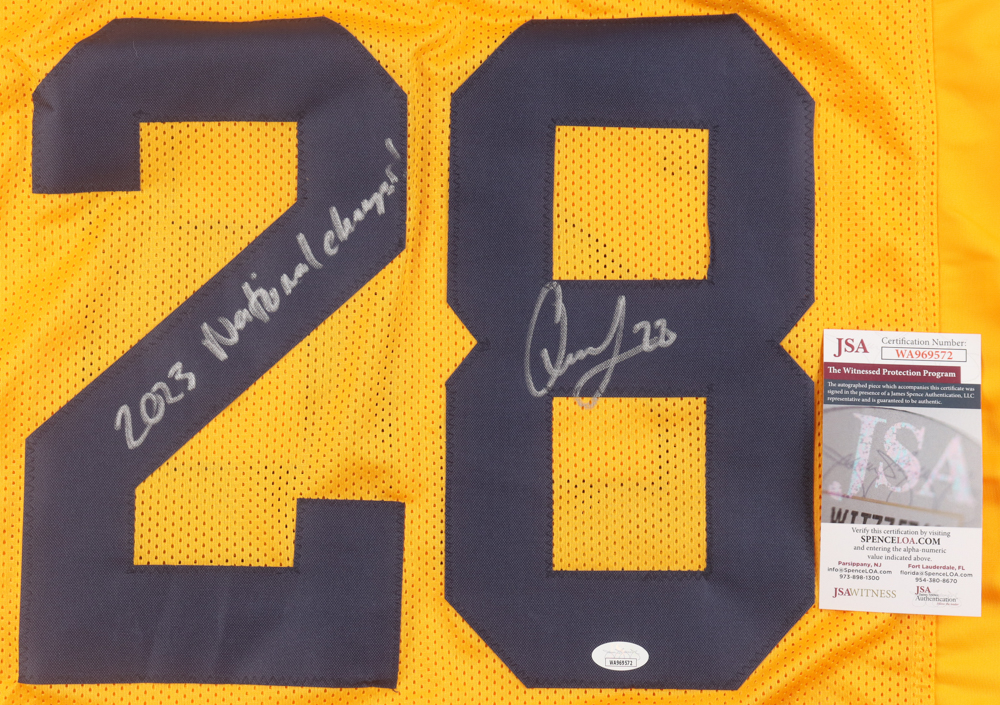 28
2023 National champs!
28
JSA
Certification Number:
WA969572
The Witnessed Protection Program
The autographed piece which accompanies this certificate was
signed in the presence of a James Spence Authentication, LLC
representative and is guaranteed to be authentic.
JSA
Verify this certification by visiting
SPENCELOA.COM
and entering the alpha-numeric
value indicated above.
Parsippany, NJ
info@SpenceLOA.com
973-898-1300
Fort Lauderdale, FL
florida@SpenceLOA.com
954-380-8670
JSAWITNESS
JSA
Authentication
WA969572